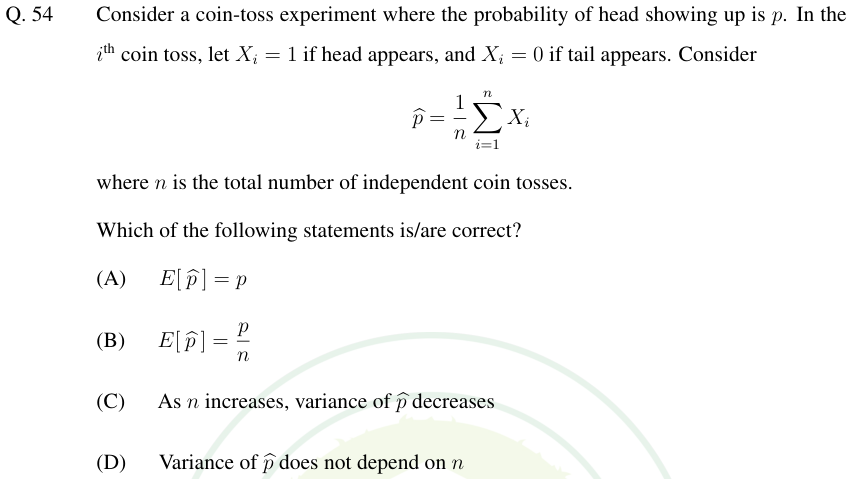 Q. 54 Consider a coin-toss experiment where the probability of head showing up is p. In the
i^th coin toss, let X_i = 1 if head appears, and X_i = 0 if tail appears. Consider
p̂ = \frac{1}{n} \sum_{i=1}^{n} X_i
where n is the total number of independent coin tosses.
Which of the following statements is/are correct?
(A) E[p̂] = p
(B) E[p̂] = \frac{p}{n}
(C) As n increases, variance of p̂ decreases
(D) Variance of p̂ does not depend on n